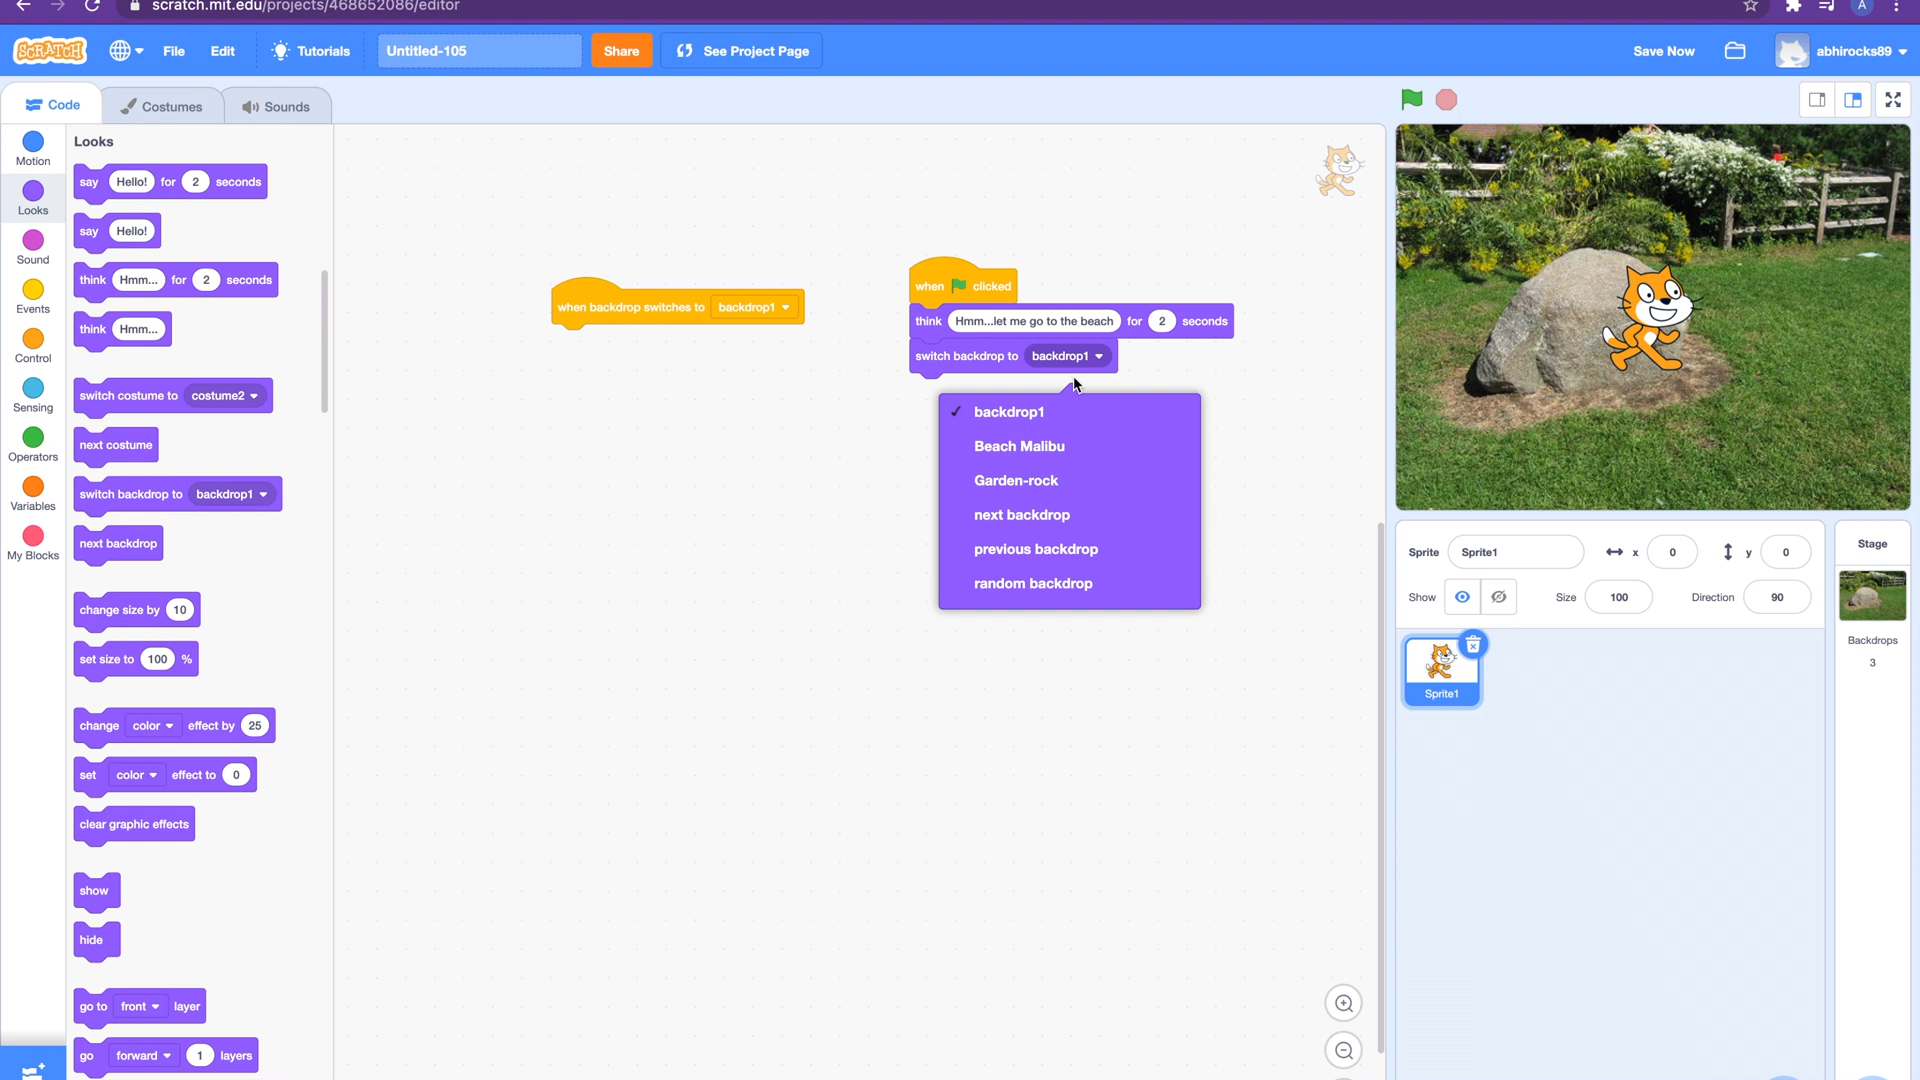 scratch.mit.edu/projects/468652086/editor
A
SCRATCH
File
Edit
Tutorials
Untitled-105
Share
See Project Page
Save Now
abhirocks89
Code
Costumes
Sounds
Motion
Looks
Sound
Events
Control
Sensing
Operators
Variables
My Blocks
Looks
say Hello! for 2 seconds
say Hello!
think Hmm... for 2 seconds
think Hmm...
switch costume to costume2
next costume
switch backdrop to backdrop1
next backdrop
change size by 10
set size to 100 %
change color effect by 25
set color effect to 0
clear graphic effects
show
hide
go to front layer
go forward 1 layers
when backdrop switches to backdrop1
when clicked
think Hmm...let me go to the beach for 2 seconds
switch backdrop to backdrop1
✓ backdrop1
Beach Malibu
Garden-rock
next backdrop
previous backdrop
random backdrop
Sprite Sprite1 x 0 y 0
Show Size 100 Direction 90
Sprite1
Stage
Backdrops
3